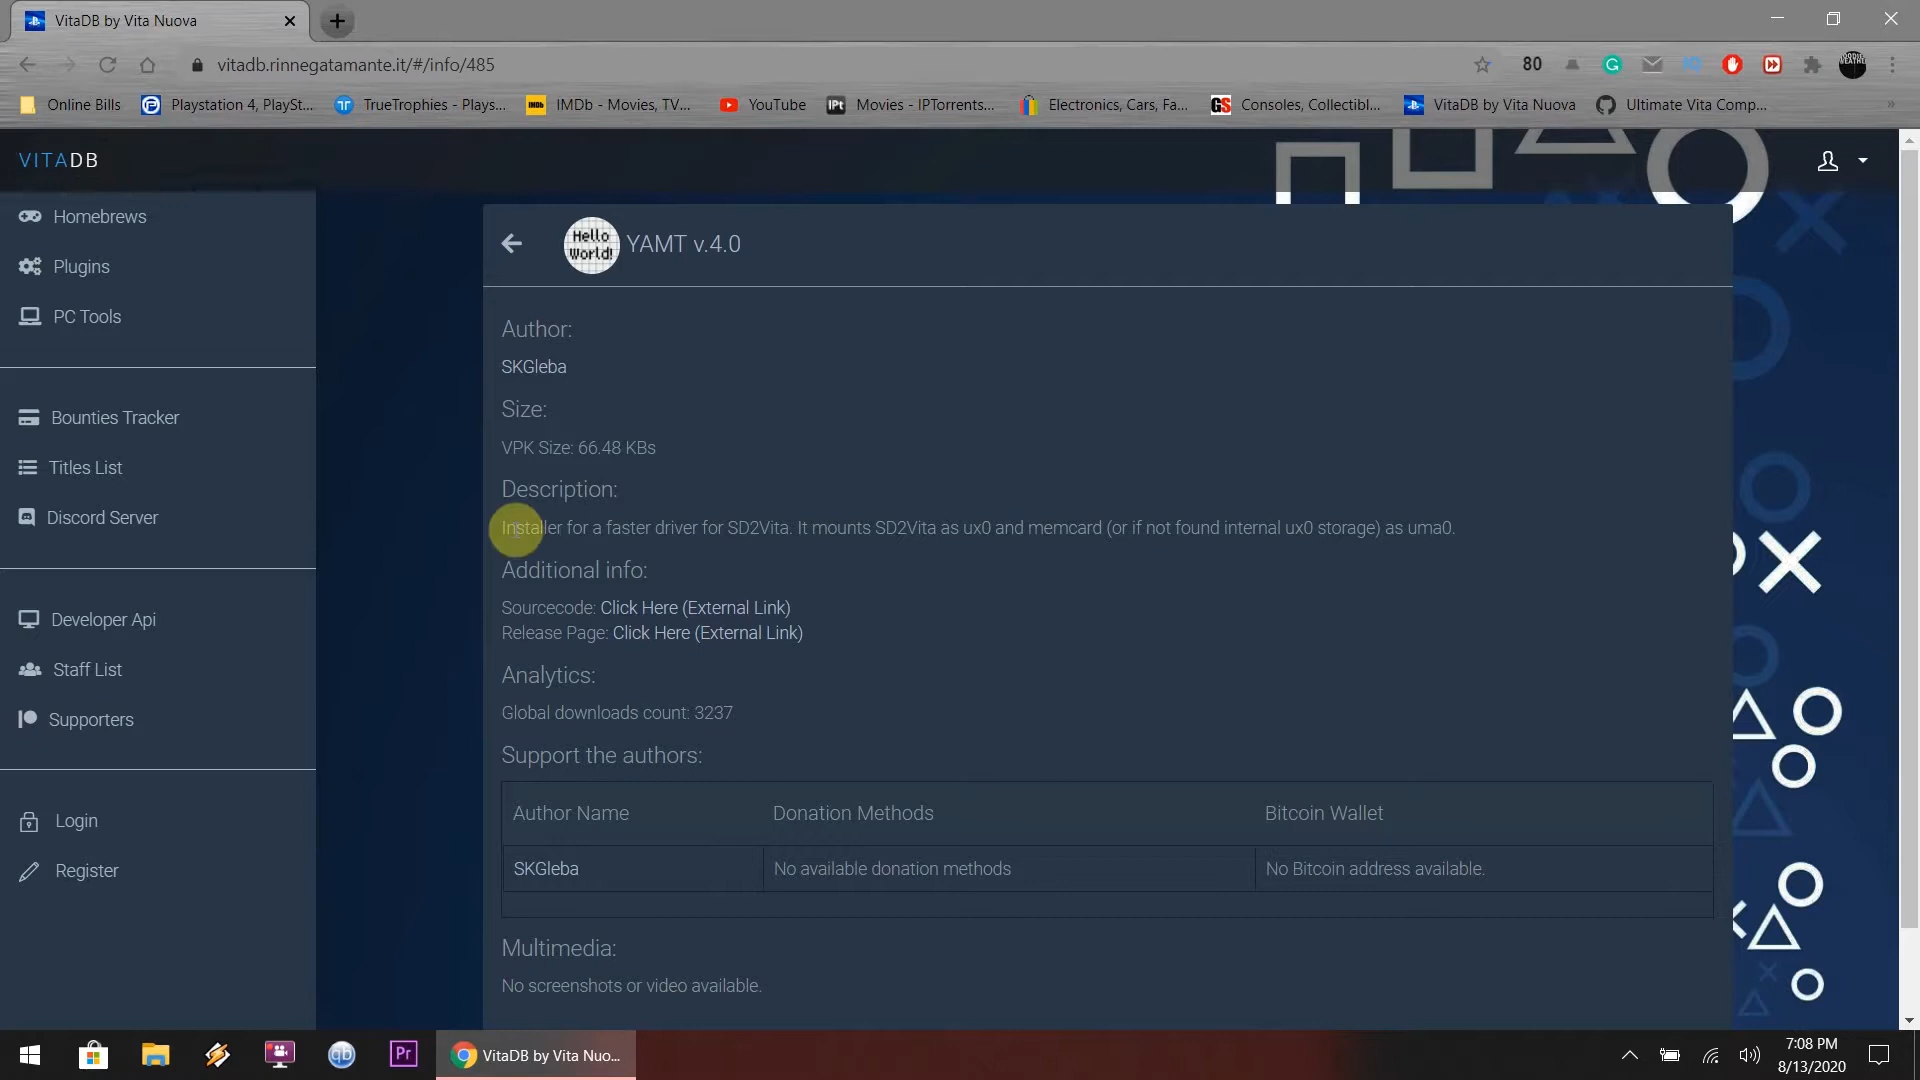 VitaDB by Vita Nuova
vitadb.rinnegatamante.it/#/info/485
80
Online Bills
Playstation 4, PlaySt...
TrueTrophies - Plays...
IMDb - Movies, TV...
YouTube
Movies - IPTorrents...
Electronics, Cars, Fa...
Consoles, Collectibl...
VitaDB by Vita Nuova
Ultimate Vita Comp...
VITADB
Homebrews
Plugins
PC Tools
Bounties Tracker
Titles List
Discord Server
Developer Api
Staff List
Supporters
Login
Register
Hello World!
YAMT v.4.0
Author:
SKGleba
Size:
VPK Size: 66.48 KBs
Description:
Installer for a faster driver for SD2Vita. It mounts SD2Vita as ux0 and memcard (or if not found internal ux0 storage) as uma0.
Additional info:
Sourcecode: Click Here (External Link)
Release Page: Click Here (External Link)
Analytics:
Global downloads count: 3237
Support the authors:
Author Name Donation Methods Bitcoin Wallet
SKGleba No available donation methods No Bitcoin address available.
Multimedia:
No screenshots or video available.
VitaDB by Vita Nuo...
7:08 PM
8/13/2020